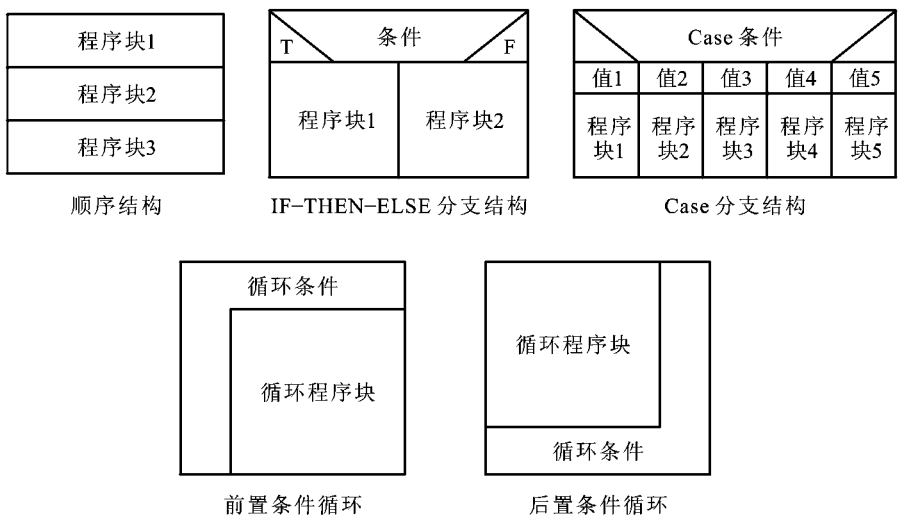 程序块1
程序块2
程序块3
顺序结构
T
条件
F
程序块1
程序块2
IF-THEN-ELSE 分支结构
Case 条件
值1 值2 值3 值4 值5
程序 程序 程序 程序 程序
块1 块2 块3 块4 块5
Case 分支结构
循环条件
循环程序块
前置条件循环
循环程序块
循环条件
后置条件循环